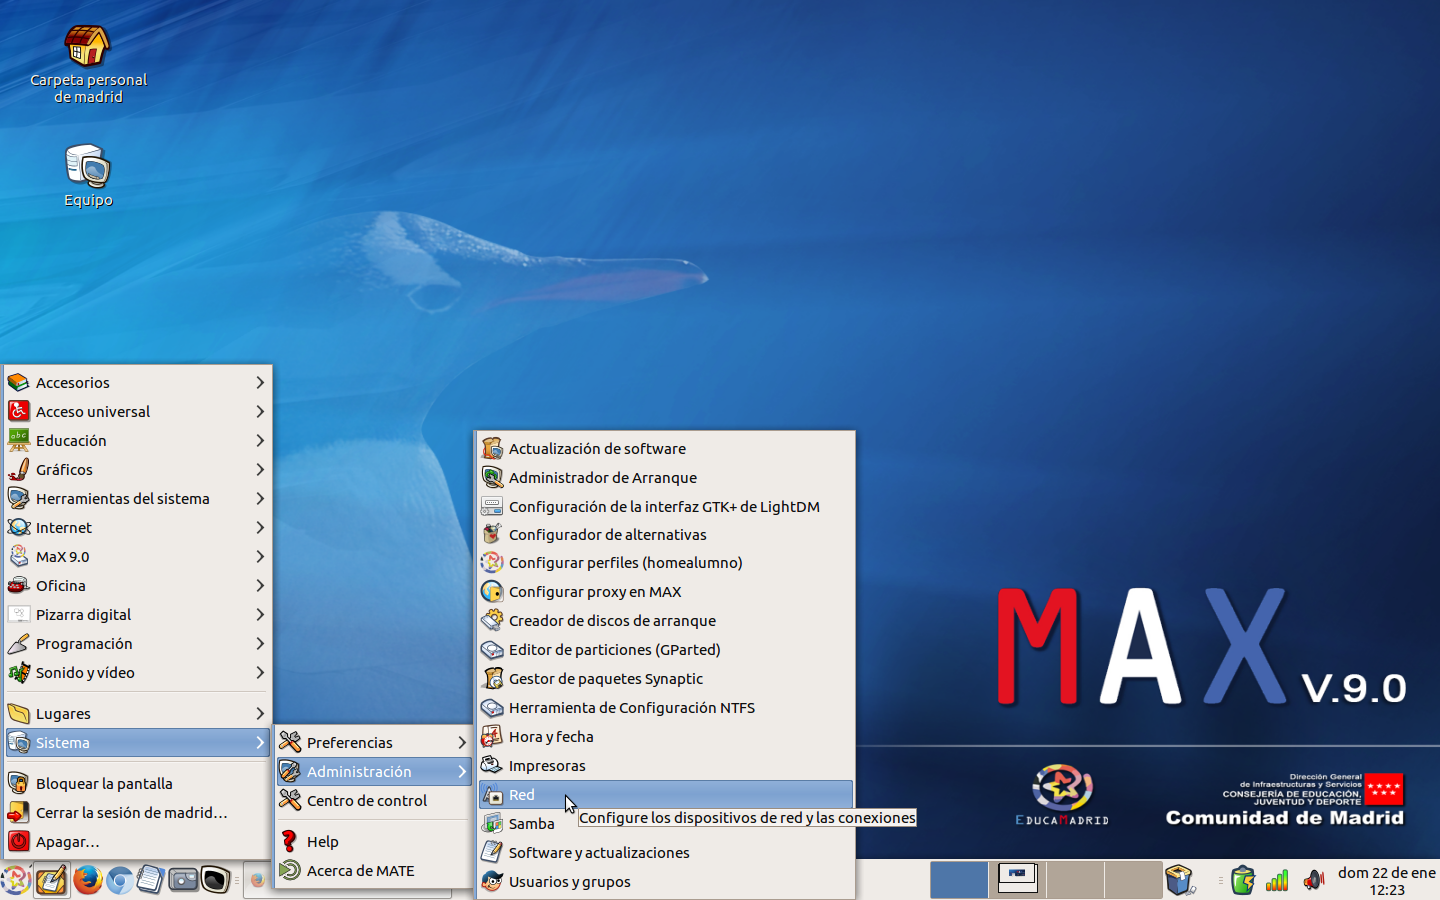 Carpeta personal
de madrid
Equipo
Accesorios
Acceso universal
Educación
Gráficos
Herramientas del sistema
Internet
MaX 9.0
Oficina
Pizarra digital
Programación
Sonido y vídeo
Lugares
Sistema
Bloquear la pantalla
Cerrar la sesión de madrid...
Apagar...
Preferencias
Administración
Centro de control
Help
Acerca de MATE
Actualización de software
Administrador de Arranque
Configuración de la interfaz GTK+ de LightDM
Configurador de alternativas
Configurar perfiles (homealumno)
Configurar proxy en MAX
Creador de discos de arranque
Editor de particiones (GParted)
Gestor de paquetes Synaptic
Herramienta de Configuración NTFS
Hora y fecha
Impresoras
Red
Configure los dispositivos de red y las conexiones
Samba
Software y actualizaciones
Usuarios y grupos
MAX V.9.0
EDUCAMADRID
Dirección General
de Infraestructuras y Servicios
CONSEJERÍA DE EDUCACIÓN,
JUVENTUD Y DEPORTE
Comunidad de Madrid
dom 22 de ene
12:23